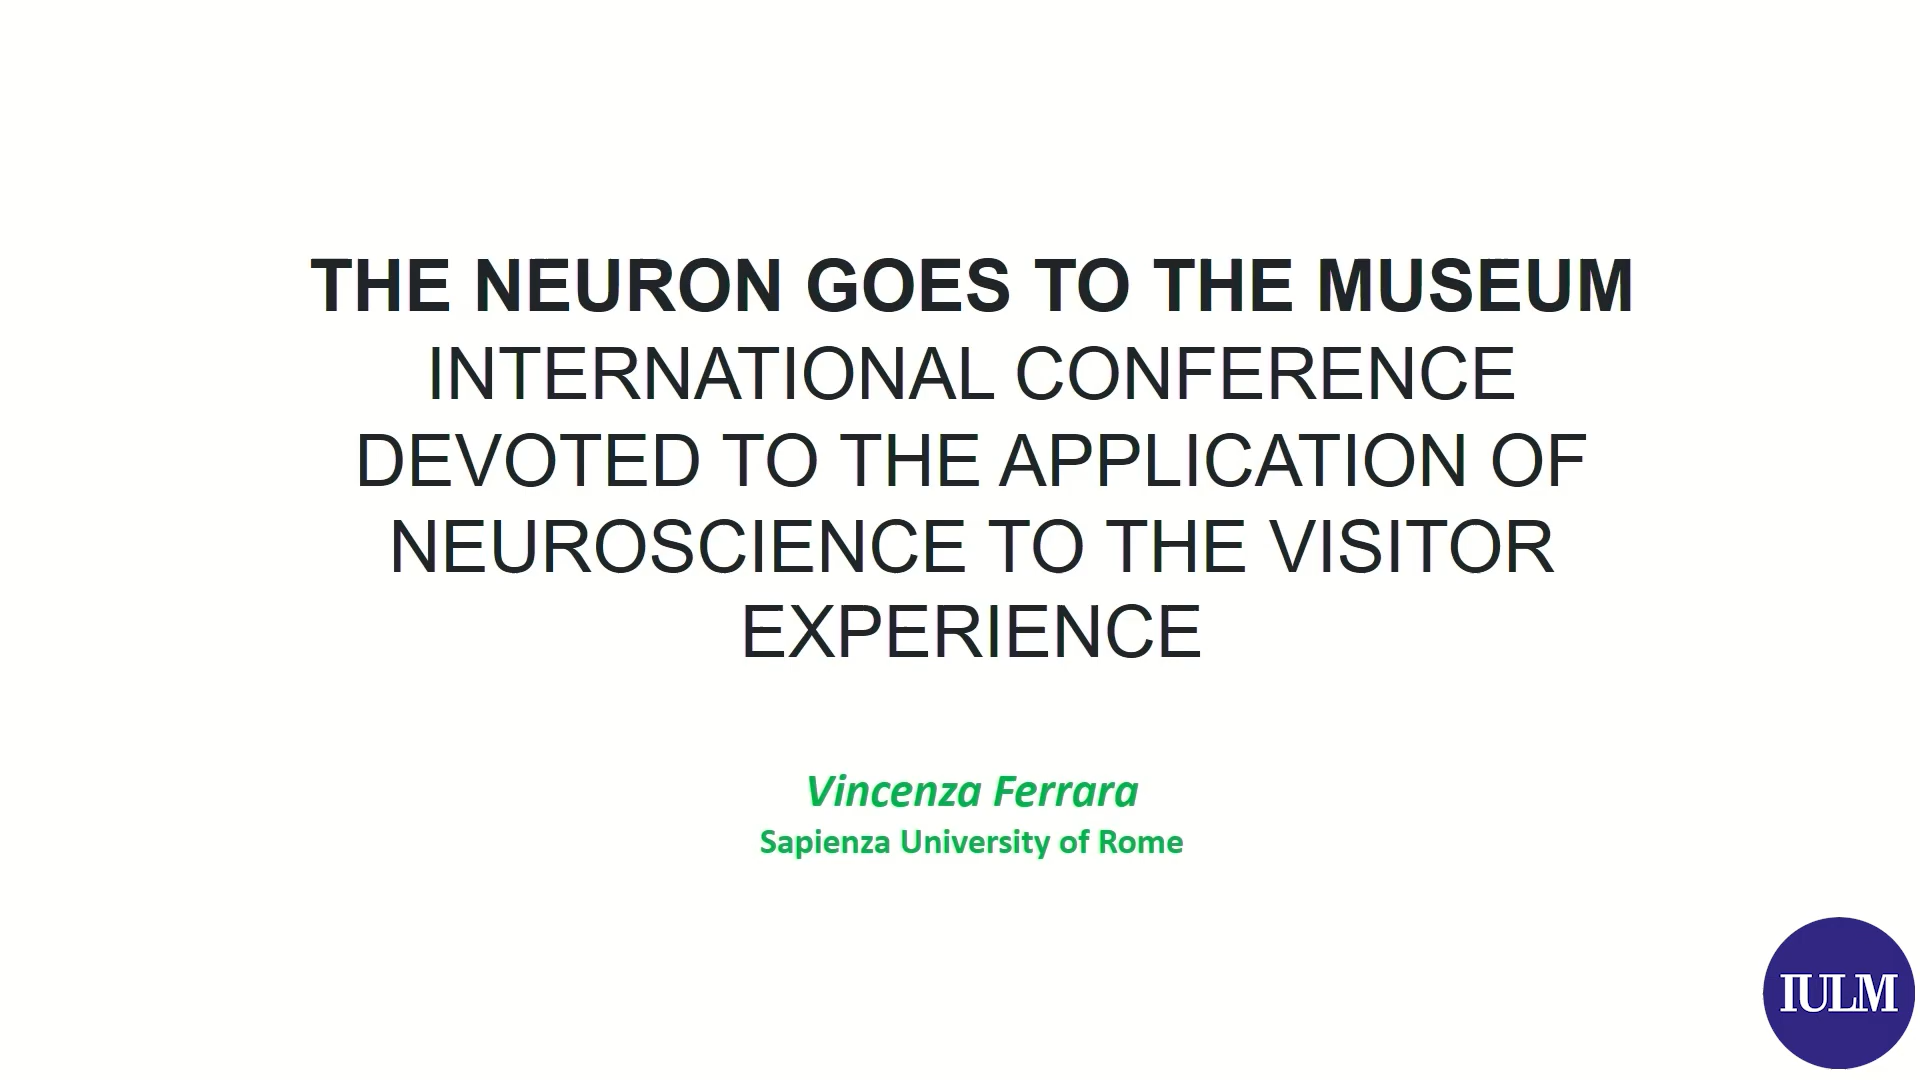 THE NEURON GOES TO THE MUSEUM
INTERNATIONAL CONFERENCE
DEVOTED TO THE APPLICATION OF
NEUROSCIENCE TO THE VISITOR
EXPERIENCE
Vincenza Ferrara
Sapienza University of Rome
IULM